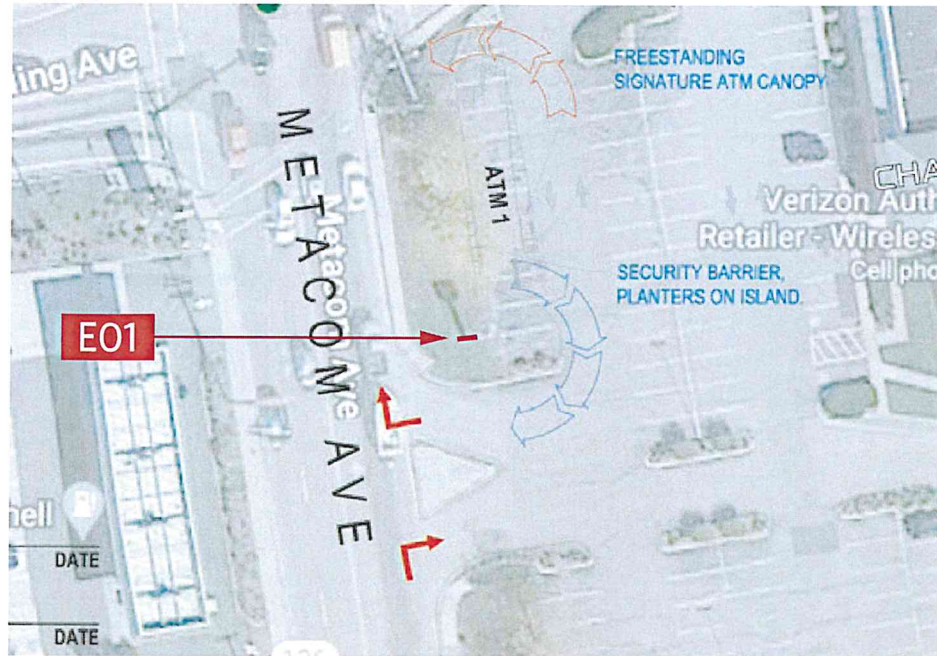 ing Ave
FREESTANDING
SIGNATURE ATM CANOPY
METACOM AVE
Metacom Ave
ATM 1
CHA
Verizon Auth
Retailer - Wireles
Cell pho
SECURITY BARRIER,
PLANTERS ON ISLAND.
E01
hell
DATE
DATE